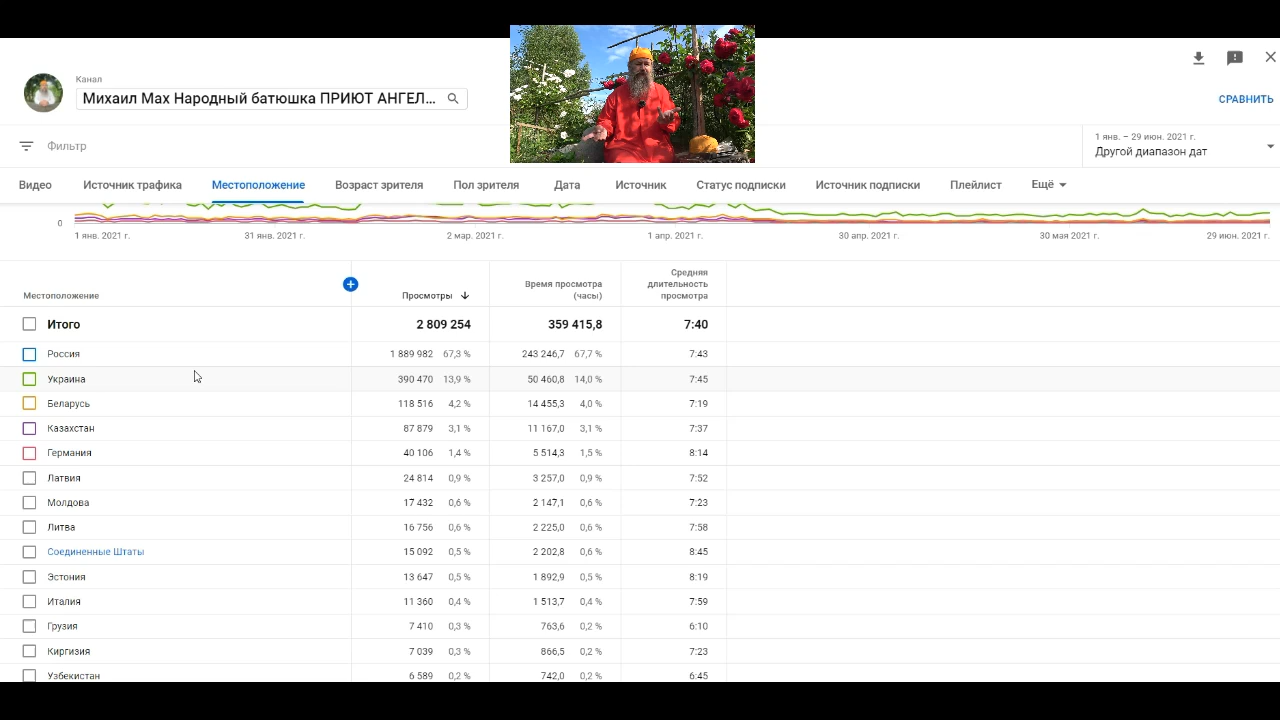 Канал
Михаил Мах Народный батюшка ПРИЮТ АНГЕЛ...
СРАВНИТЬ
Фильтр
1 янв. – 29 июн. 2021 г.
Другой диапазон дат
Видео Источник трафика Местоположение Возраст зрителя Пол зрителя Дата Источник Статус подписки Источник подписки Плейлист Ещё
0
1 янв. 2021 г. 31 янв. 2021 г. 2 мар. 2021 г. 1 апр. 2021 г. 30 апр. 2021 г. 30 мая 2021 г. 29 июн. 2021 г.
Местоположение Просмотры Время просмотра (часы) Средняя длительность просмотра
Итого 2 809 254 359 415,8 7:40
Россия 1 889 982 67,3 % 243 246,7 67,7 % 7:43
Украина 390 470 13,9 % 50 460,8 14,0 % 7:45
Беларусь 118 516 4,2 % 14 455,3 4,0 % 7:19
Казахстан 87 879 3,1 % 11 167,0 3,1 % 7:37
Германия 40 106 1,4 % 5 514,3 1,5 % 8:14
Латвия 24 814 0,9 % 3 257,0 0,9 % 7:52
Молдова 17 432 0,6 % 2 147,1 0,6 % 7:23
Литва 16 756 0,6 % 2 225,0 0,6 % 7:58
Соединенные Штаты 15 092 0,5 % 2 202,8 0,6 % 8:45
Эстония 13 647 0,5 % 1 892,9 0,5 % 8:19
Италия 11 360 0,4 % 1 513,7 0,4 % 7:59
Грузия 7 410 0,3 % 763,6 0,2 % 6:10
Киргизия 7 039 0,3 % 866,5 0,2 % 7:23
Узбекистан 6 589 0,2 % 742,0 0,2 % 6:45